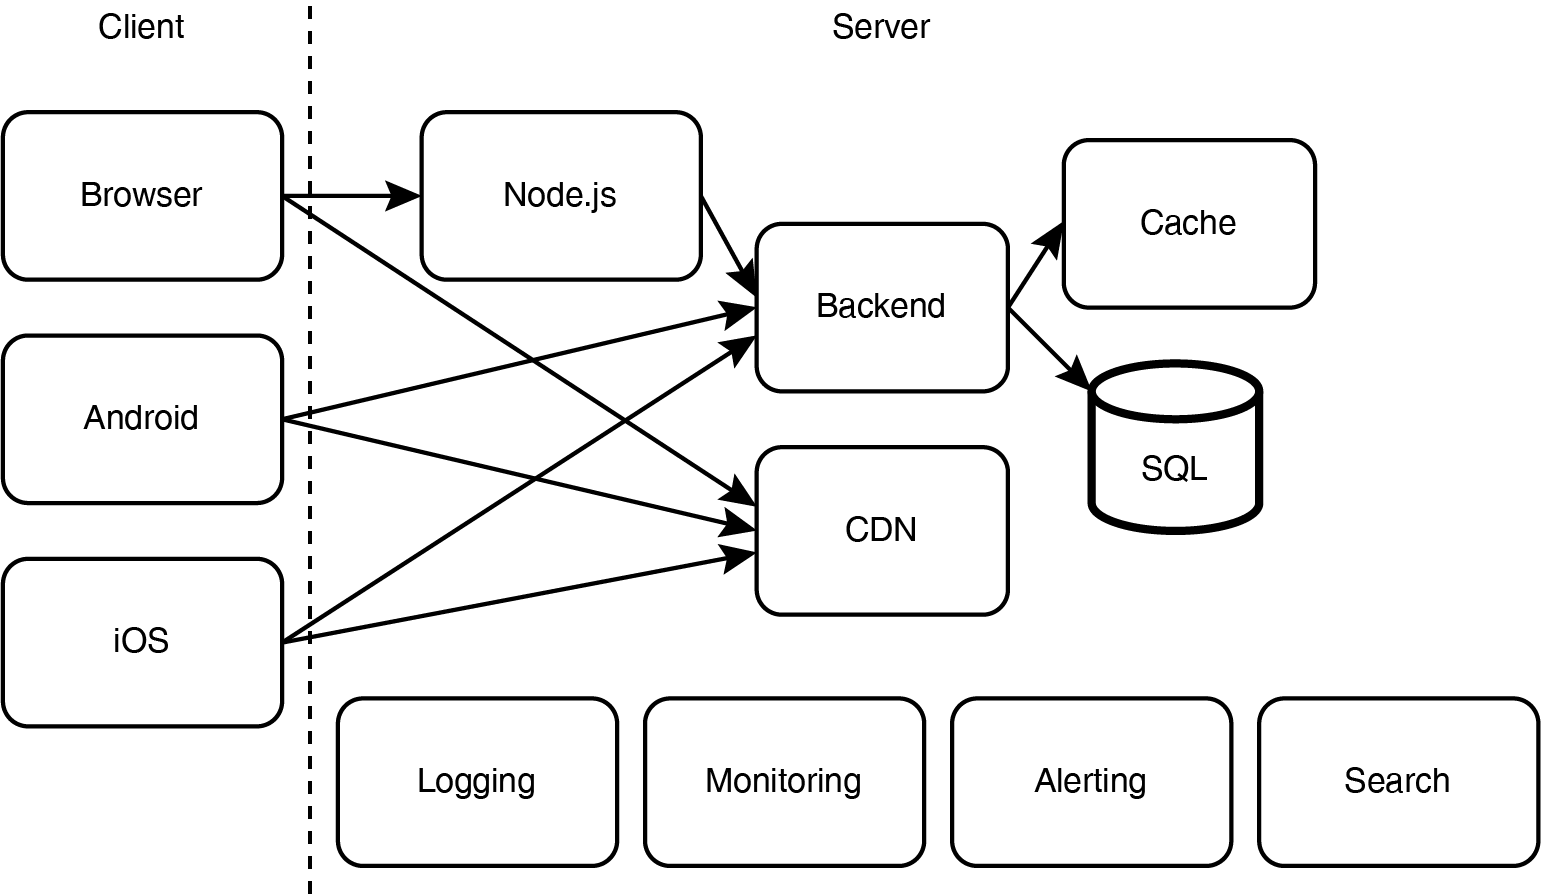 Client
Server
Browser
Node.js
Cache
Backend
Android
SQL
CDN
iOS
Logging
Monitoring
Alerting
Search